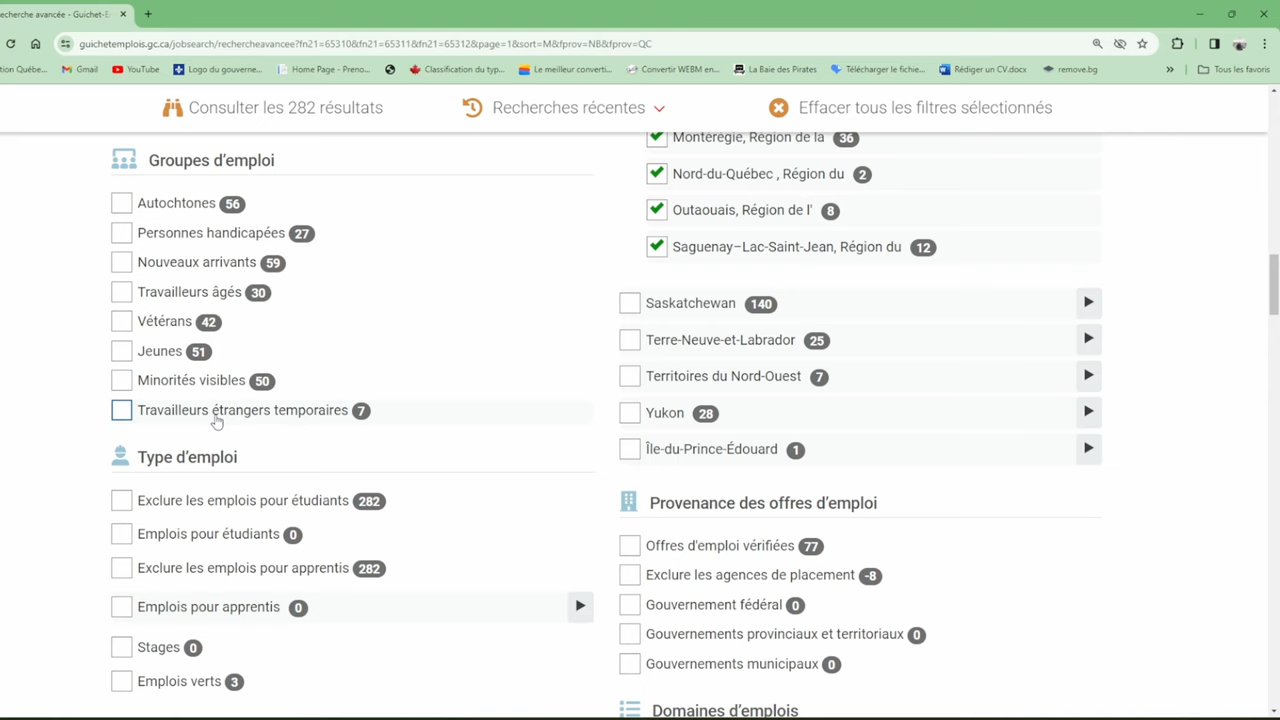 echerche avancée - Guichet-E
guichetemplois.gc.ca/jobsearch/rechercheavancee?fn21=65310&fn21=65311&fn21=65312&page=1&sort=M&fprov=NB&fprov=QC
tion Québe...
Gmail
YouTube
Logo du gouverne...
Home Page - Preno...
Classification du typ...
Le meilleur converti...
Convertir WEBM en...
La Baie des Pirates
Télécharger le fichie...
Rédiger un CV.docx
remove.bg
»
Tous les favoris
Consulter les 282 résultats
Recherches récentes
Effacer tous les filtres sélectionnés
Groupes d'emploi
Autochtones 56
Personnes handicapées 27
Nouveaux arrivants 59
Travailleurs âgés 30
Vétérans 42
Jeunes 51
Minorités visibles 50
Travailleurs étrangers temporaires 7
Type d'emploi
Exclure les emplois pour étudiants 282
Emplois pour étudiants 0
Exclure les emplois pour apprentis 282
Emplois pour apprentis 0
Stages 0
Emplois verts 3
Montérégie, Région de la 36
Nord-du-Québec , Région du 2
Outaouais, Région de l' 8
Saguenay–Lac-Saint-Jean, Région du 12
Saskatchewan 140
Terre-Neuve-et-Labrador 25
Territoires du Nord-Ouest 7
Yukon 28
Île-du-Prince-Édouard 1
Provenance des offres d'emploi
Offres d'emploi vérifiées 77
Exclure les agences de placement -8
Gouvernement fédéral 0
Gouvernements provinciaux et territoriaux 0
Gouvernements municipaux 0
Domaines d'emplois